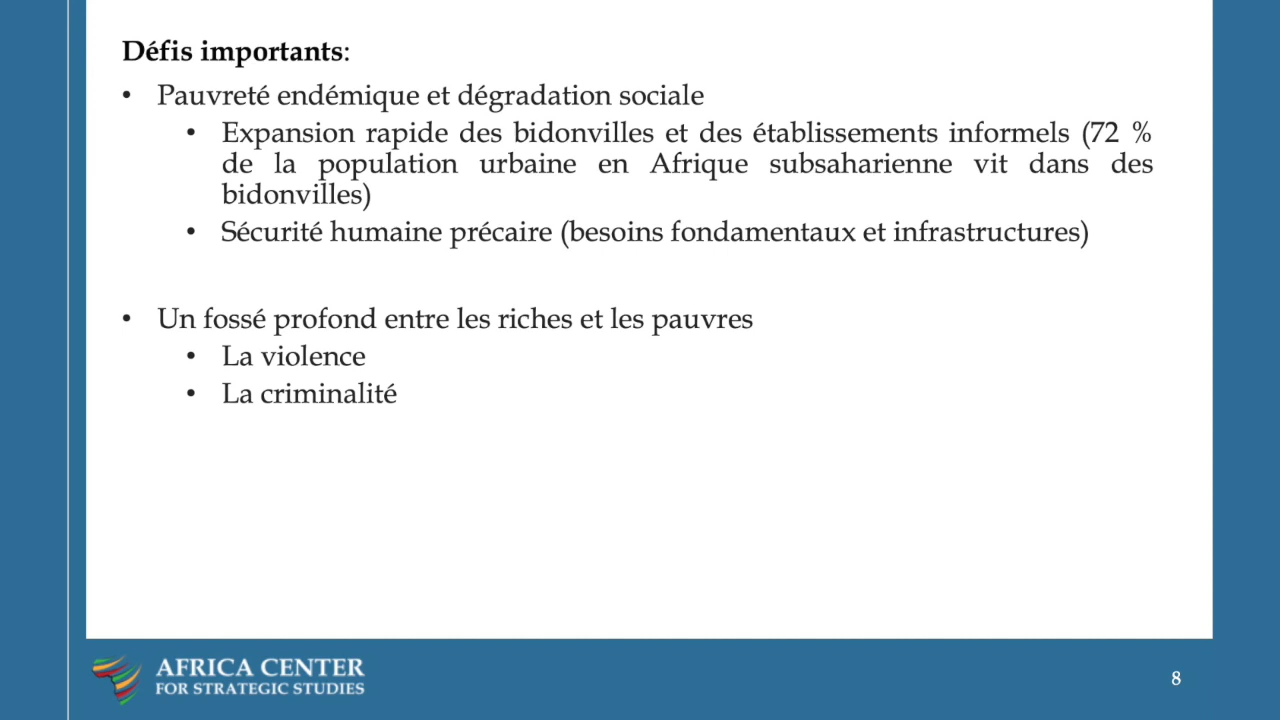 Défis importants:
• Pauvreté endémique et dégradation sociale
• Expansion rapide des bidonvilles et des établissements informels (72 %
de la population urbaine en Afrique subsaharienne vit dans des
bidonvilles)
• Sécurité humaine précaire (besoins fondamentaux et infrastructures)
• Un fossé profond entre les riches et les pauvres
• La violence
• La criminalité
AFRICA CENTER
FOR STRATEGIC STUDIES
8